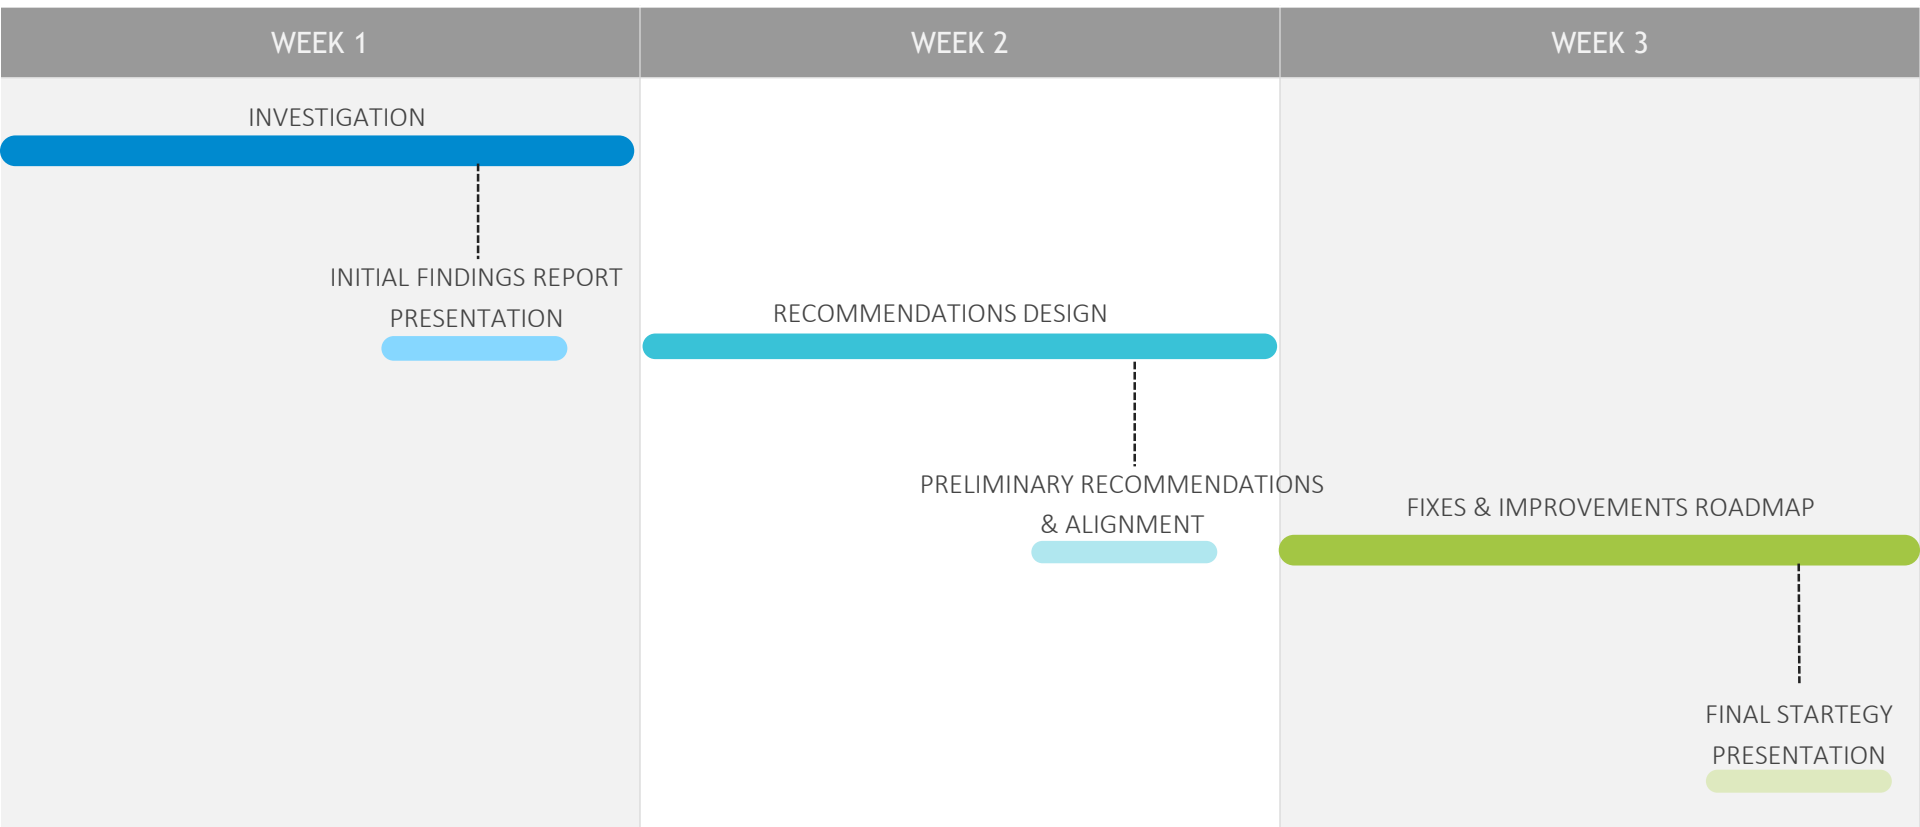 WEEK 1
WEEK 2
WEEK 3
INVESTIGATION
INITIAL FINDINGS REPORT
PRESENTATION
RECOMMENDATIONS DESIGN
PRELIMINARY RECOMMENDATIONS
& ALIGNMENT
FIXES & IMPROVEMENTS ROADMAP
FINAL STARTEGY
PRESENTATION